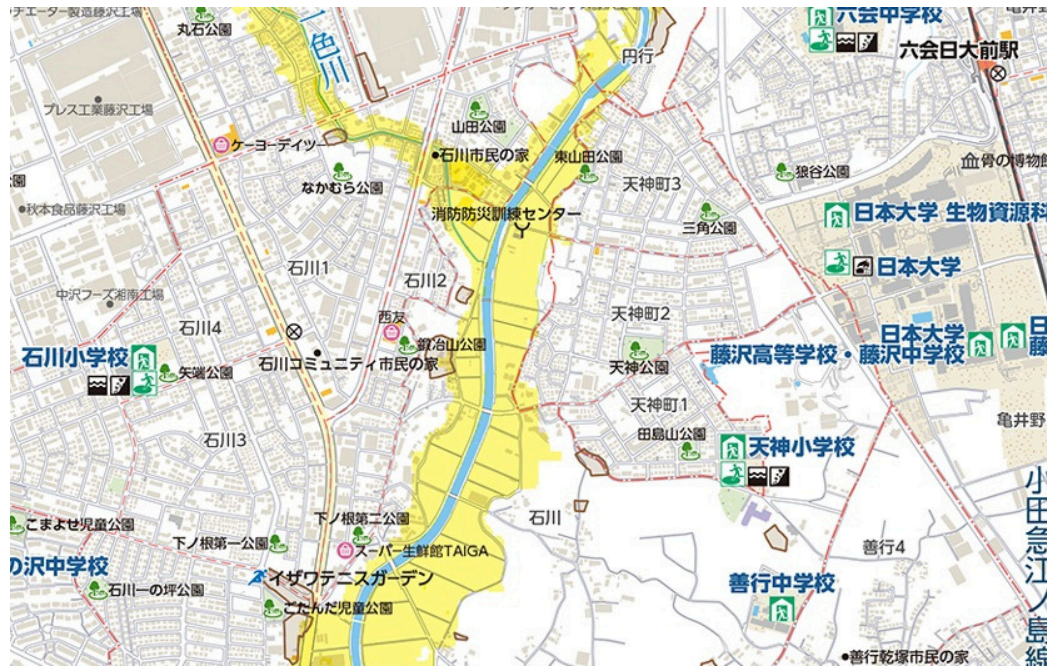 チエーター製造藤沢工場
丸石公園
一色川
円行
六会中学校
亀井野
六会日大前駅
プレス工業藤沢工場
ケーヨーデイツー
山田公園
石川市民の家
東山田公園
天神町3
狼谷公園
骨の博物館
公園
なかむら公園
秋本食品藤沢工場
消防防災訓練センター
三角公園
日本大学 生物資源科
石川1
石川2
日本大学
中沢フーズ湘南工場
石川4
西友
天神町2
日本大学
藤沢高等学校・藤沢中学校
石川小学校
矢端公園
石川コミュニティ市民の家
鍛冶山公園
天神公園
天神町1
石川3
田島山公園
天神小学校
亀井野
小田急江ノ島線
こまよせ児童公園
下ノ根第二公園
石川
下ノ根第一公園
スーパー生鮮館TAIGA
善行4
の沢中学校
イザワテニスガーデン
石川一の坪公園
ごたんだ児童公園
善行中学校
善行乾塚市民の家